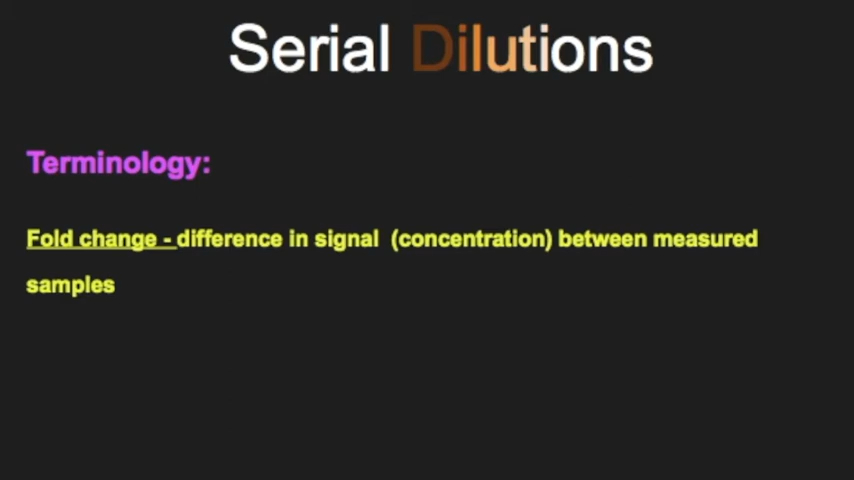 Serial Dilutions
Terminology:
Fold change - difference in signal (concentration) between measured
samples